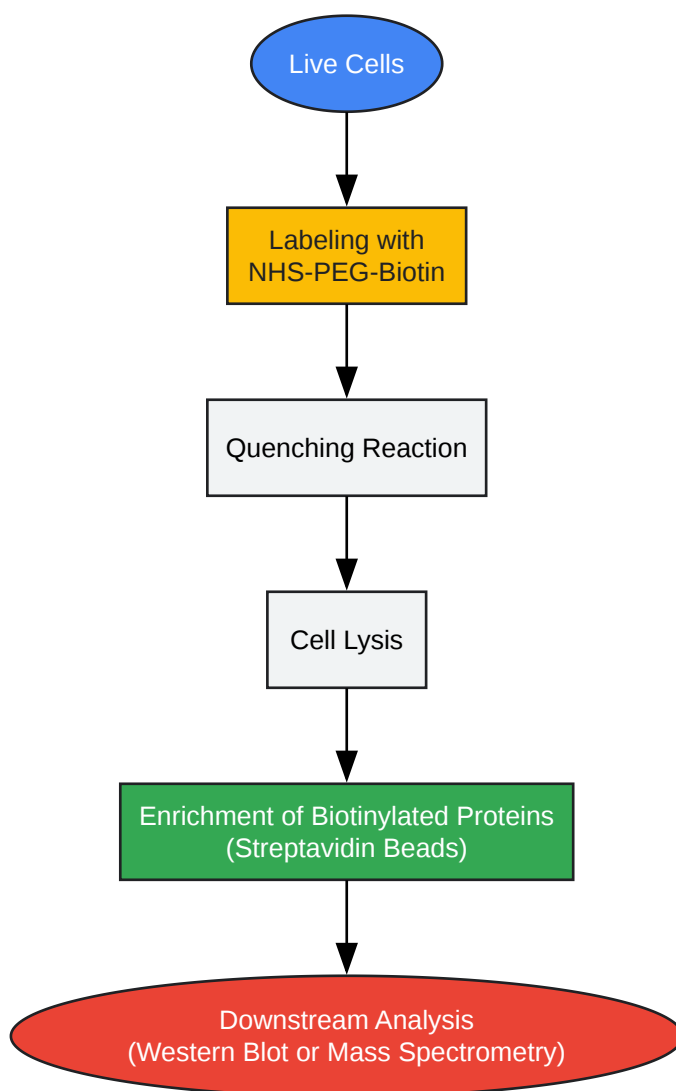 Live Cells
Labeling with
NHS-PEG-Biotin
Quenching Reaction
Cell Lysis
Enrichment of Biotinylated Proteins
(Streptavidin Beads)
Downstream Analysis
(Western Blot or Mass Spectrometry)